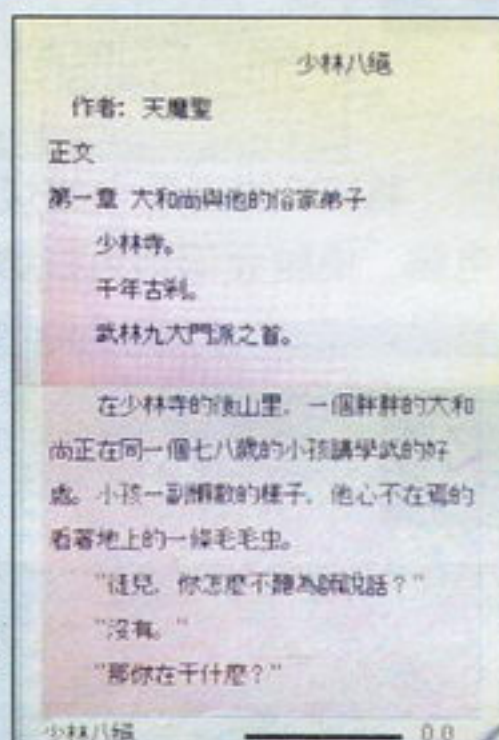 少林八絕
作者：天魔聖
正文
第一章 大和尚與他的俗家弟子
少林寺。
千年古剎。
武林九大門派之首。
在少林寺的後山里，一個胖胖的大和
尚正在同一個七八歲的小孩講學武的好
處。小孩一副懶散的樣子，他心不在焉的
看著地上的一條毛毛虫。
"徒兒，你怎麼不聽為師說話？"
"沒有。"
"那你在干什麼？"
少林八絕 0.0